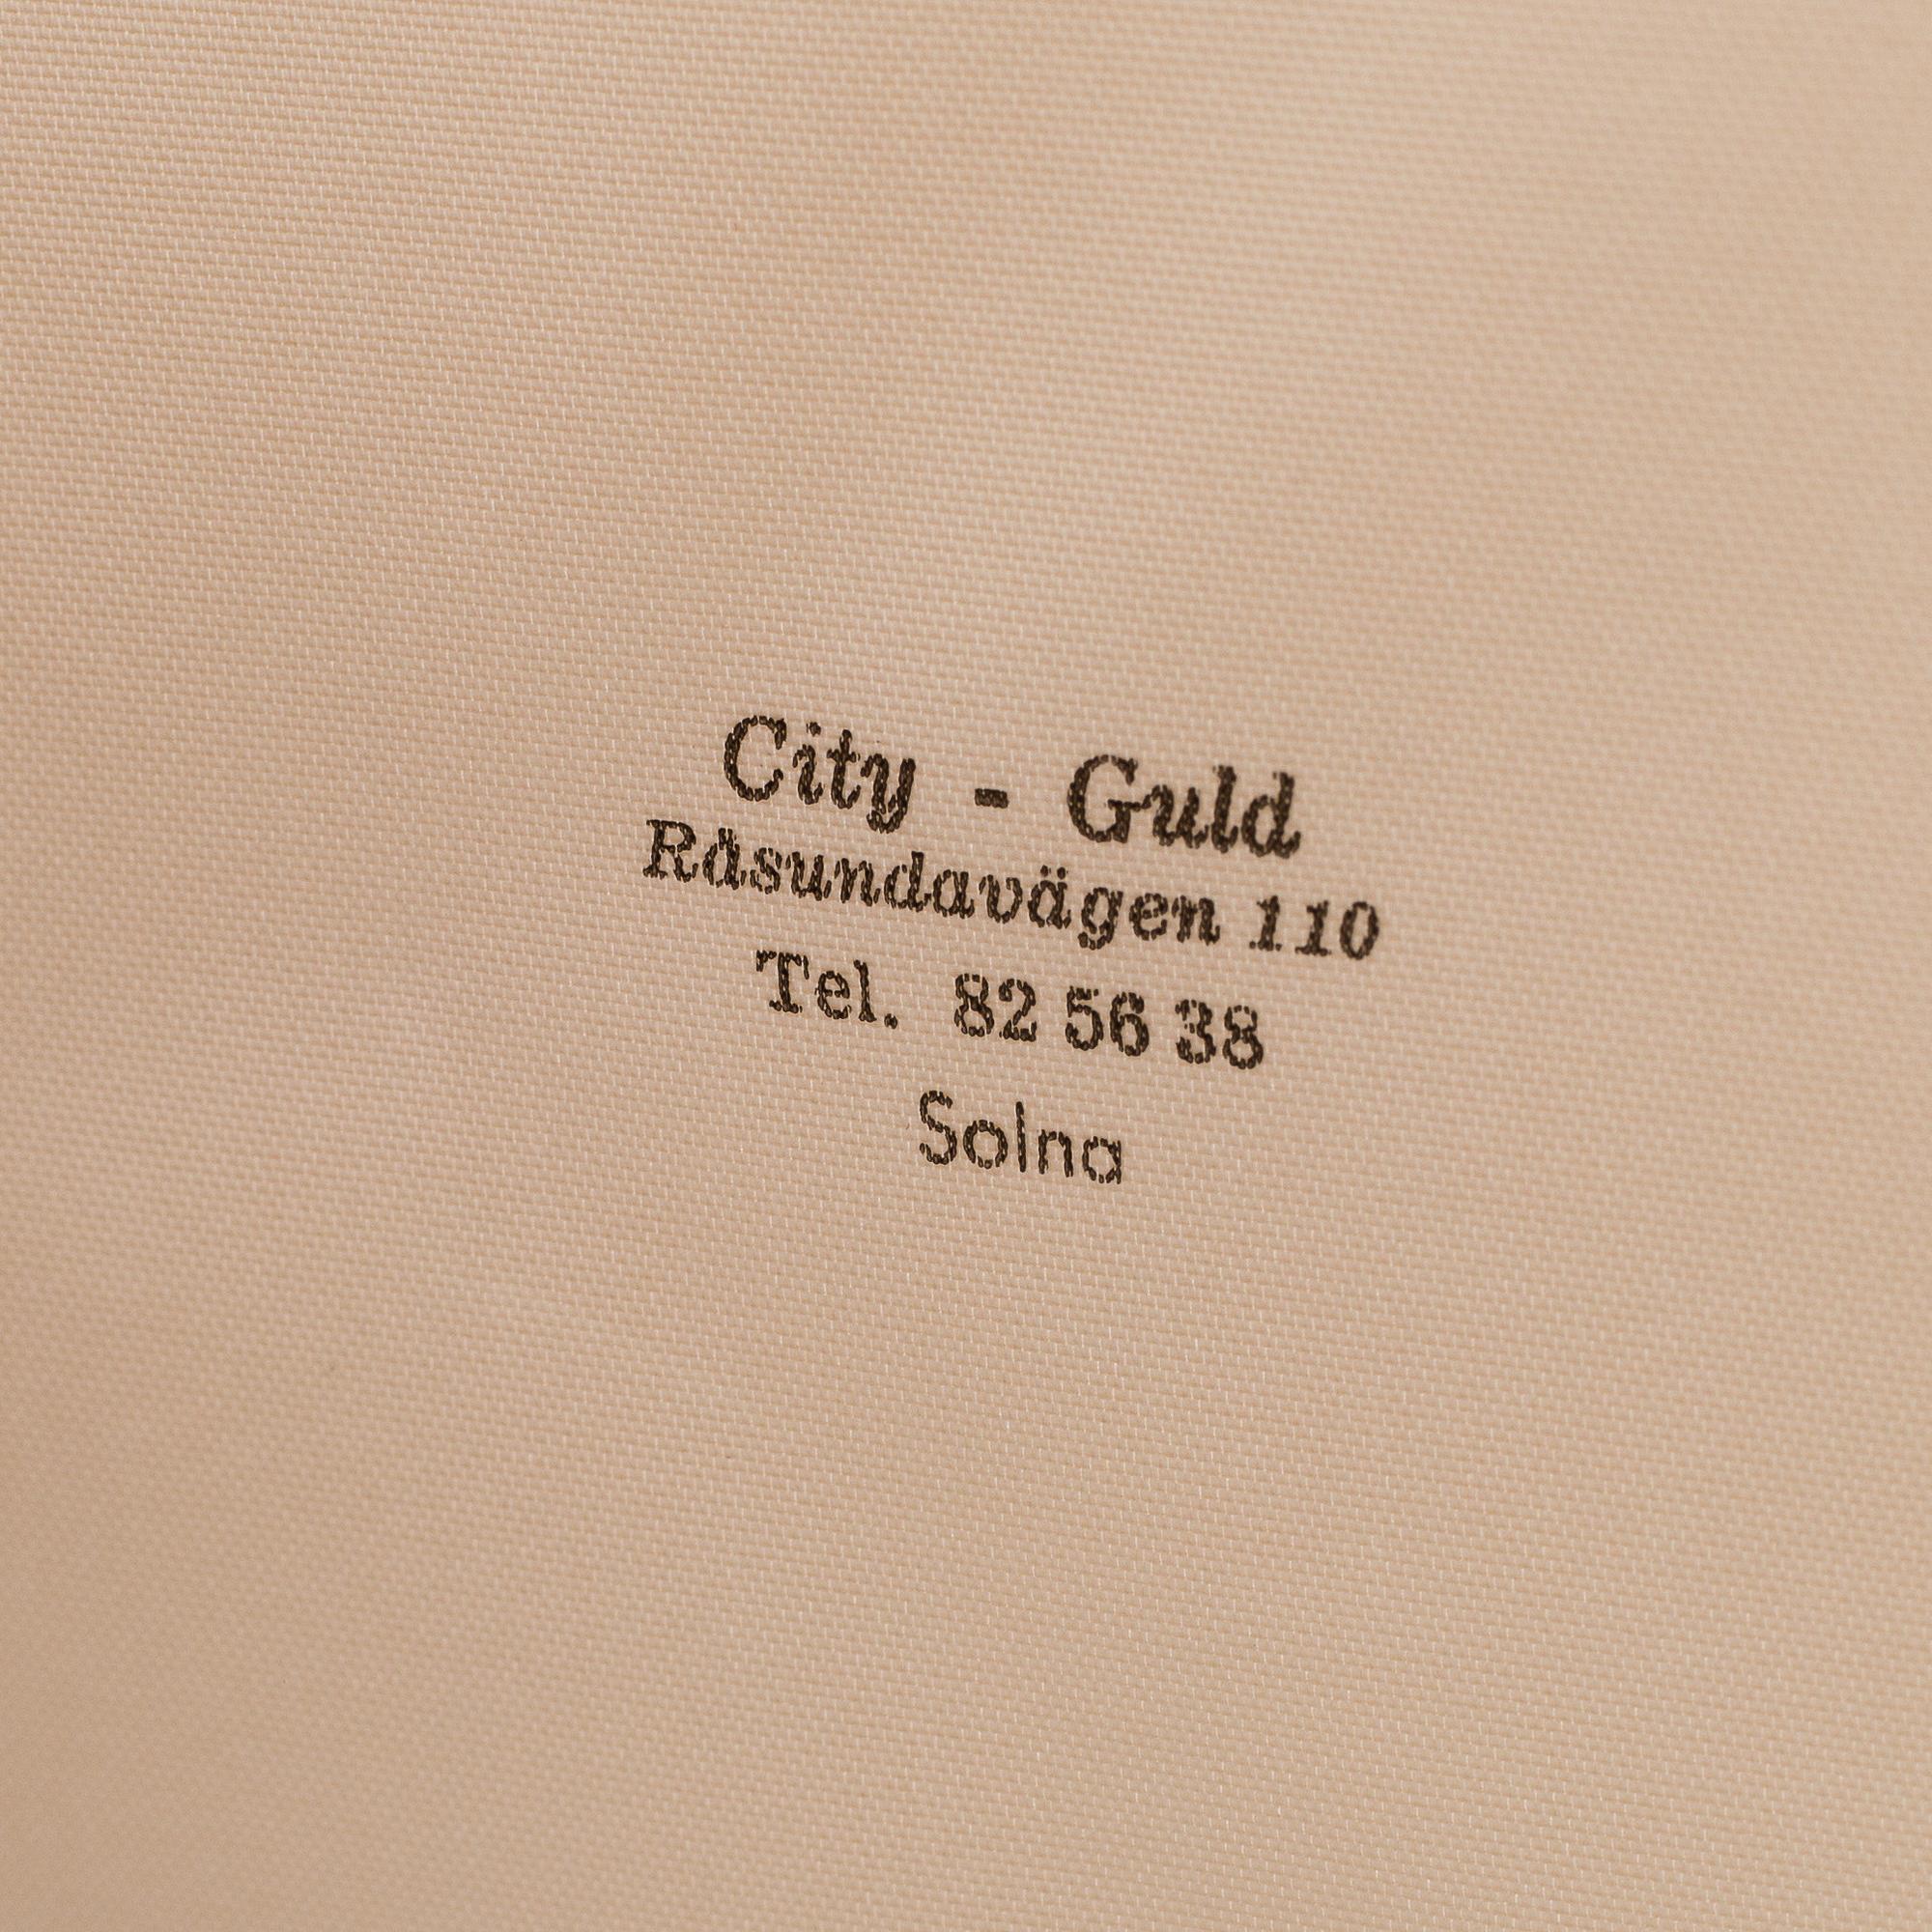 City - Guld
Råsundavägen 110
Tel. 82 56 38
Solna